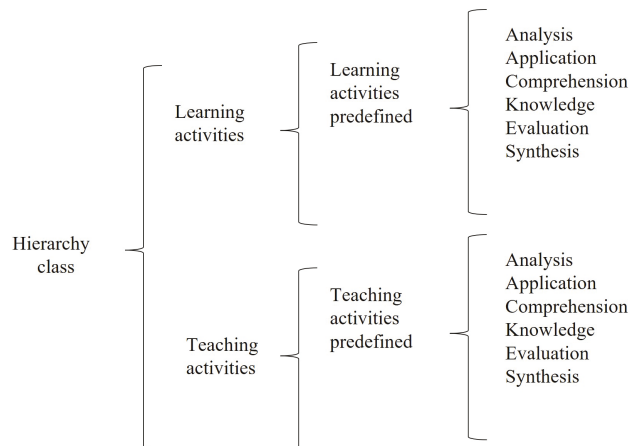 Hierarchy
class
Learning
activities
Learning
activities
predefined
Analysis
Application
Comprehension
Knowledge
Evaluation
Synthesis
Teaching
activities
Teaching
activities
predefined
Analysis
Application
Comprehension
Knowledge
Evaluation
Synthesis